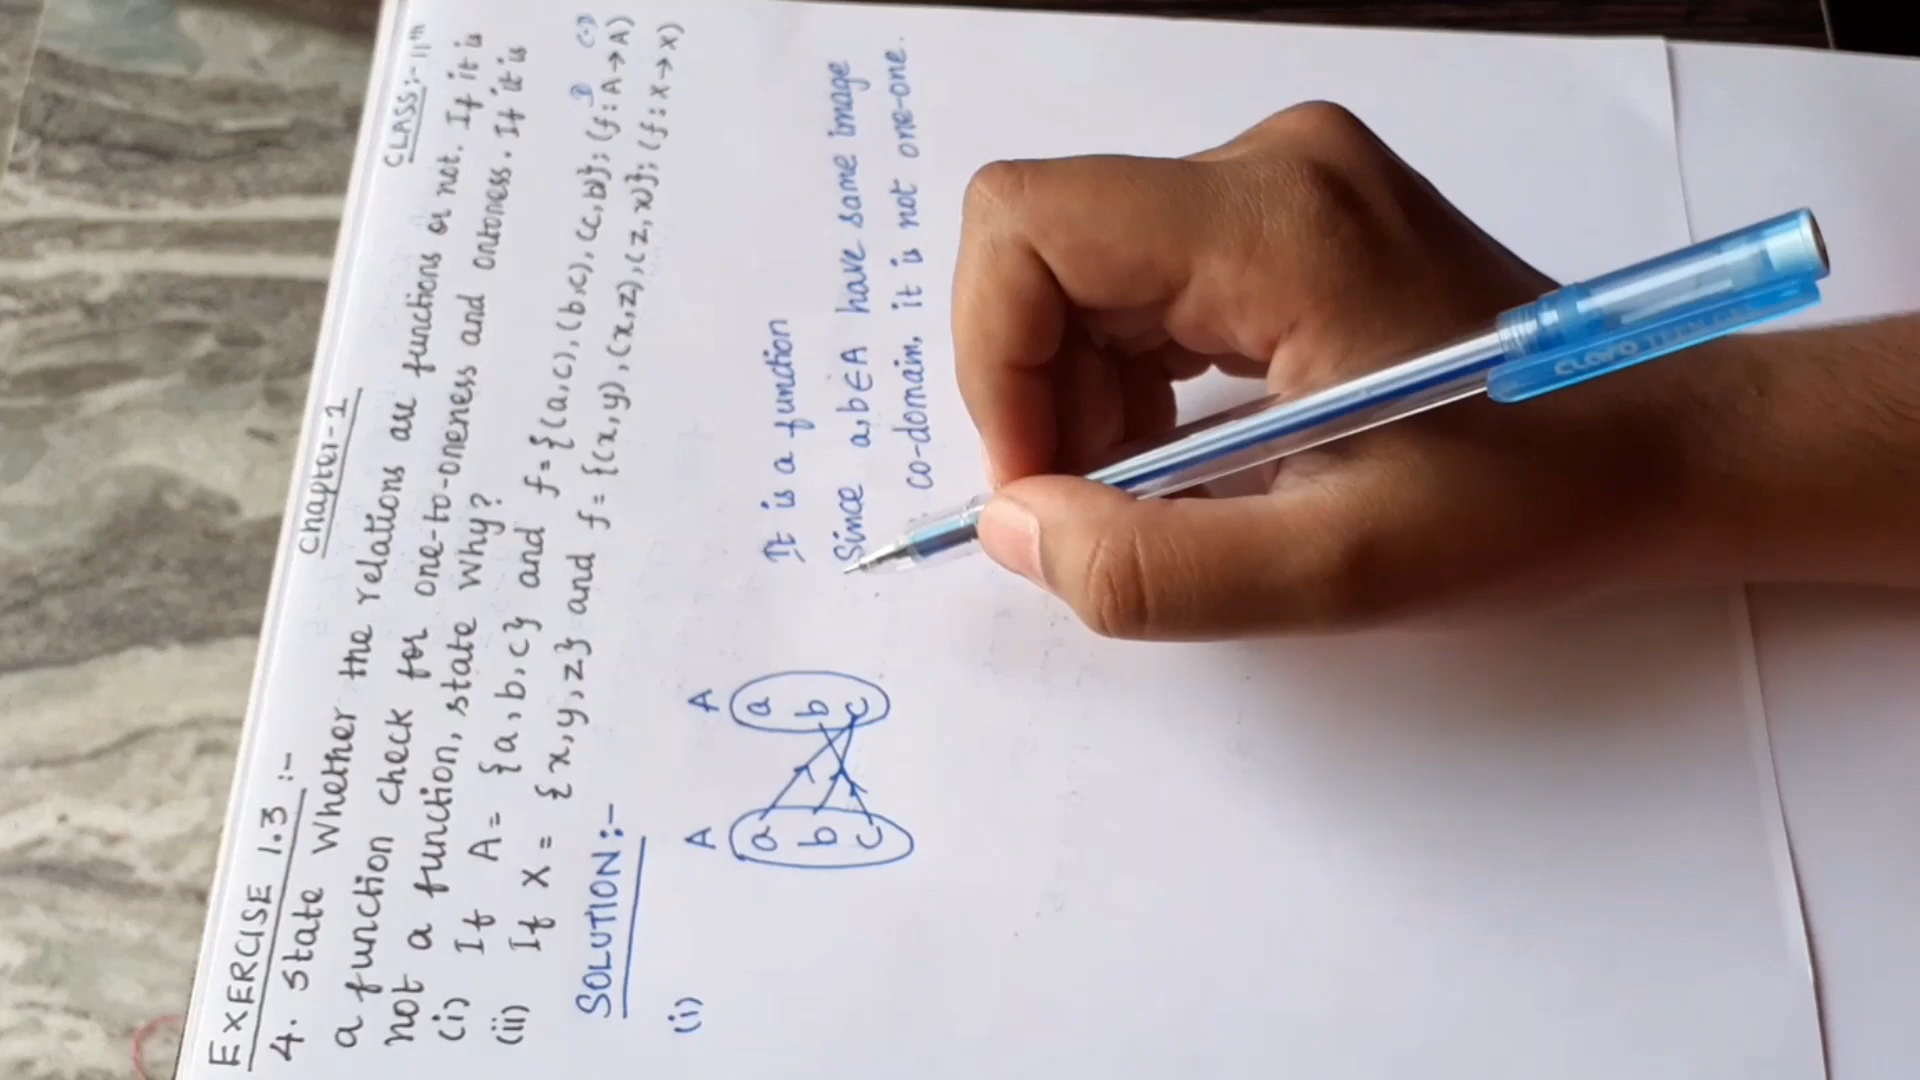 CLASS:-11th
Chapter-1
EXERCISE 1.3 :-
4. State whether the relations are functions or not. If it is
a function check for one-to-oneness and ontoness. If it is
not a function, state why?
(i) If A = {a, b, c} and f = {(a, c), (b, c), (c, b)}; (f : A → A)
(ii) If X = {x, y, z} and f = {(x, y), (x, z), (z, x)}; (f : X → X)
SOLUTION:-
(i)
A A
a a
b b
c c
It is a function
Since a, b ∈ A have same image
co-domain, it is not one-one.